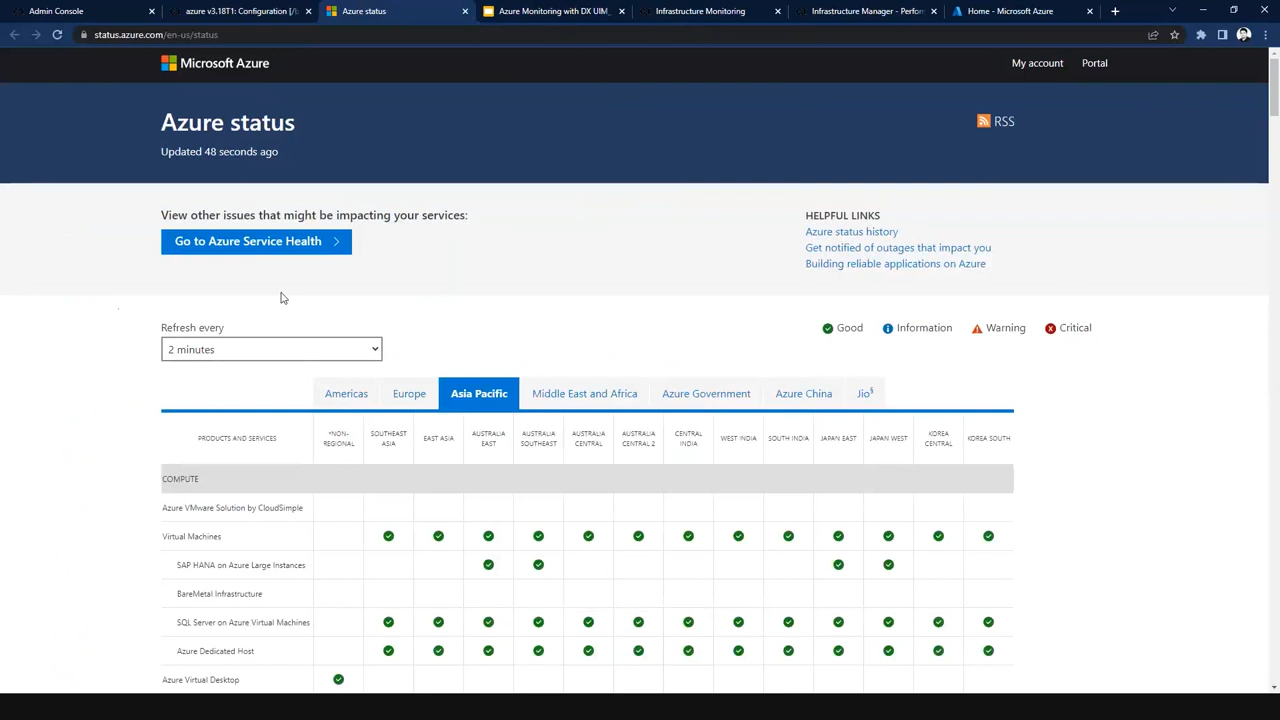 Admin Console
azure v3.18T1: Configuration [/b
Azure status
Azure Monitoring with DX UIM_
Infrastructure Monitoring
Infrastructure Manager - Perfor
Home - Microsoft Azure
status.azure.com/en-us/status
Microsoft Azure
My account
Portal
Azure status
RSS
Updated 48 seconds ago
View other issues that might be impacting your services:
Go to Azure Service Health
HELPFUL LINKS
Azure status history
Get notified of outages that impact you
Building reliable applications on Azure
Refresh every
2 minutes
Good
Information
Warning
Critical
Americas
Europe
Asia Pacific
Middle East and Africa
Azure Government
Azure China
Jio§
PRODUCTS AND SERVICES
*NON-
REGIONAL
SOUTHEAST
ASIA
EAST ASIA
AUSTRALIA
EAST
AUSTRALIA
SOUTHEAST
AUSTRALIA
CENTRAL
AUSTRALIA
CENTRAL 2
CENTRAL
INDIA
WEST INDIA
SOUTH INDIA
JAPAN EAST
JAPAN WEST
KOREA
CENTRAL
KOREA SOUTH
COMPUTE
Azure VMware Solution by CloudSimple
Virtual Machines
SAP HANA on Azure Large Instances
BareMetal Infrastructure
SQL Server on Azure Virtual Machines
Azure Dedicated Host
Azure Virtual Desktop